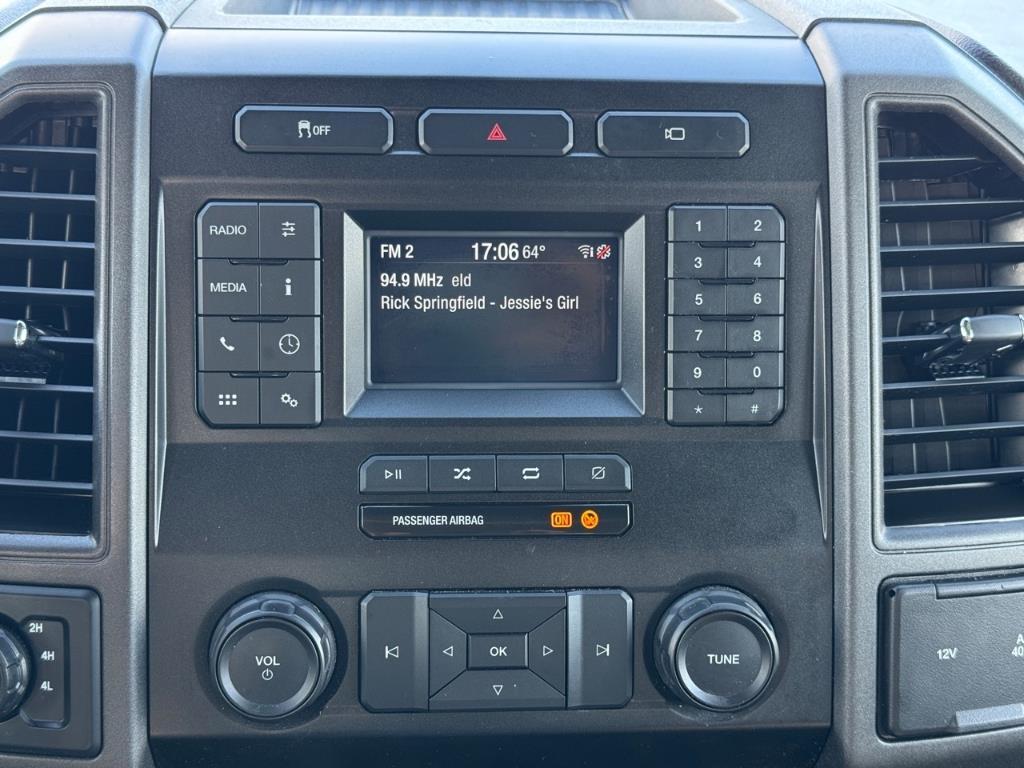 OFF
RADIO
MEDIA
FM 2 17:06 64°
94.9 MHz eld
Rick Springfield - Jessie's Girl
1 2
3 4
5 6
7 8
9 0
* #
PASSENGER AIRBAG ON
VOL
OK
TUNE
2H
4H
4L
12V
40